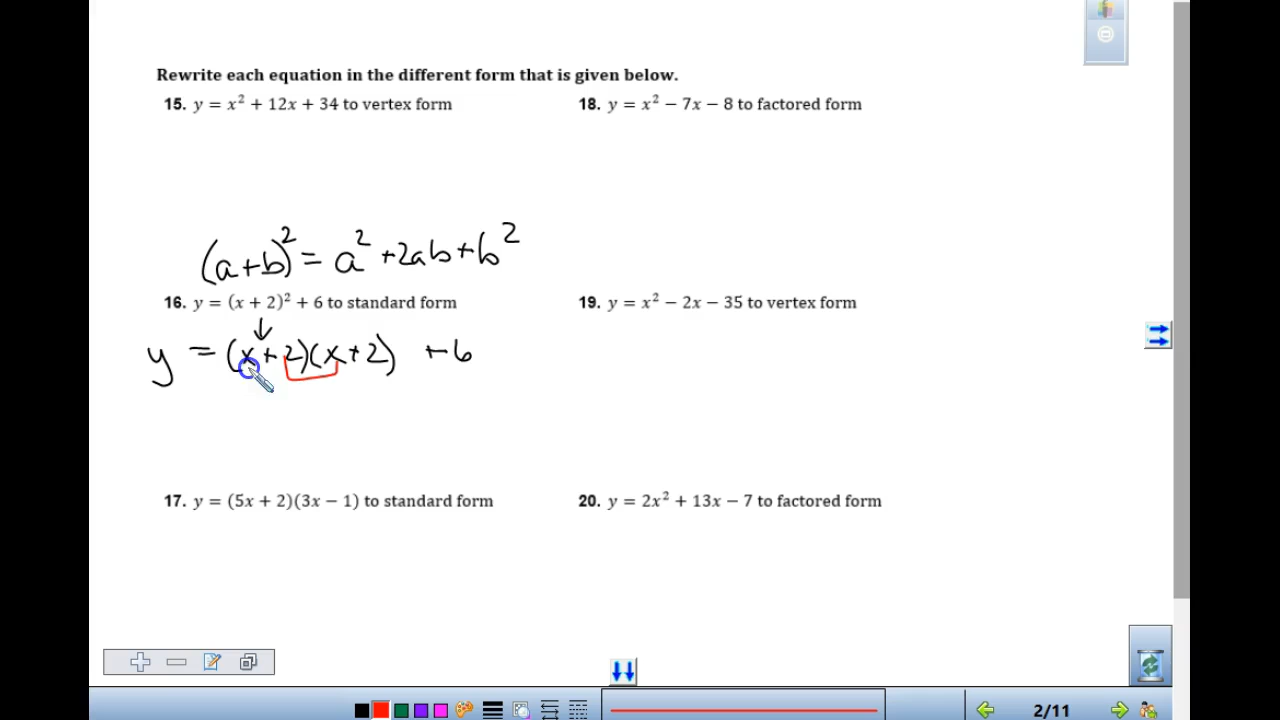 Rewrite each equation in the different form that is given below.
15. y = x² + 12x + 34 to vertex form
18. y = x² − 7x − 8 to factored form
(a+b)² = a² +2ab+b²
16. y = (x + 2)² + 6 to standard form
19. y = x² − 2x − 35 to vertex form
y = (x+2)(x+2) +6
17. y = (5x + 2)(3x − 1) to standard form
20. y = 2x² + 13x − 7 to factored form
2/11